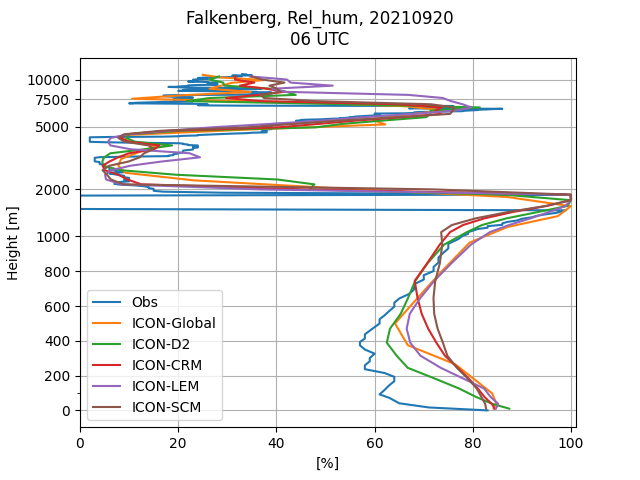 Falkenberg, Rel_hum, 20210920
06 UTC
Height [m]
10000
7500
5000
2000
1000
800
600
400
200
0
Obs
ICON-Global
ICON-D2
ICON-CRM
ICON-LEM
ICON-SCM
0 20 40 60 80 100
[%]